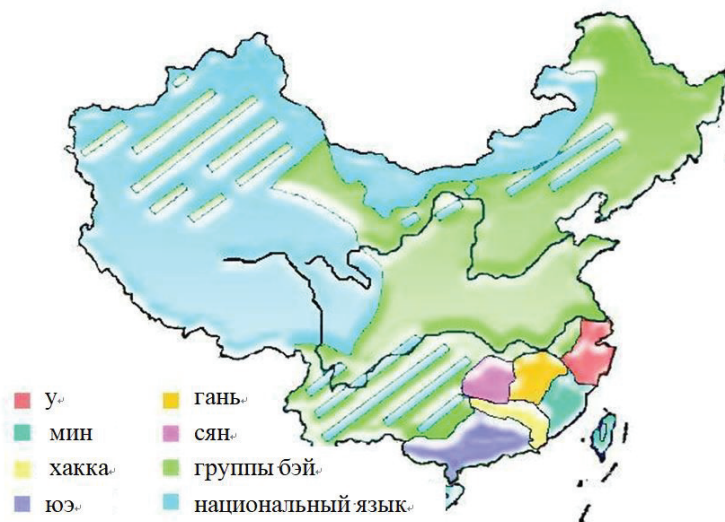 у
мин
хакка
юэ
гань
сян
группы бэй
национальный язык